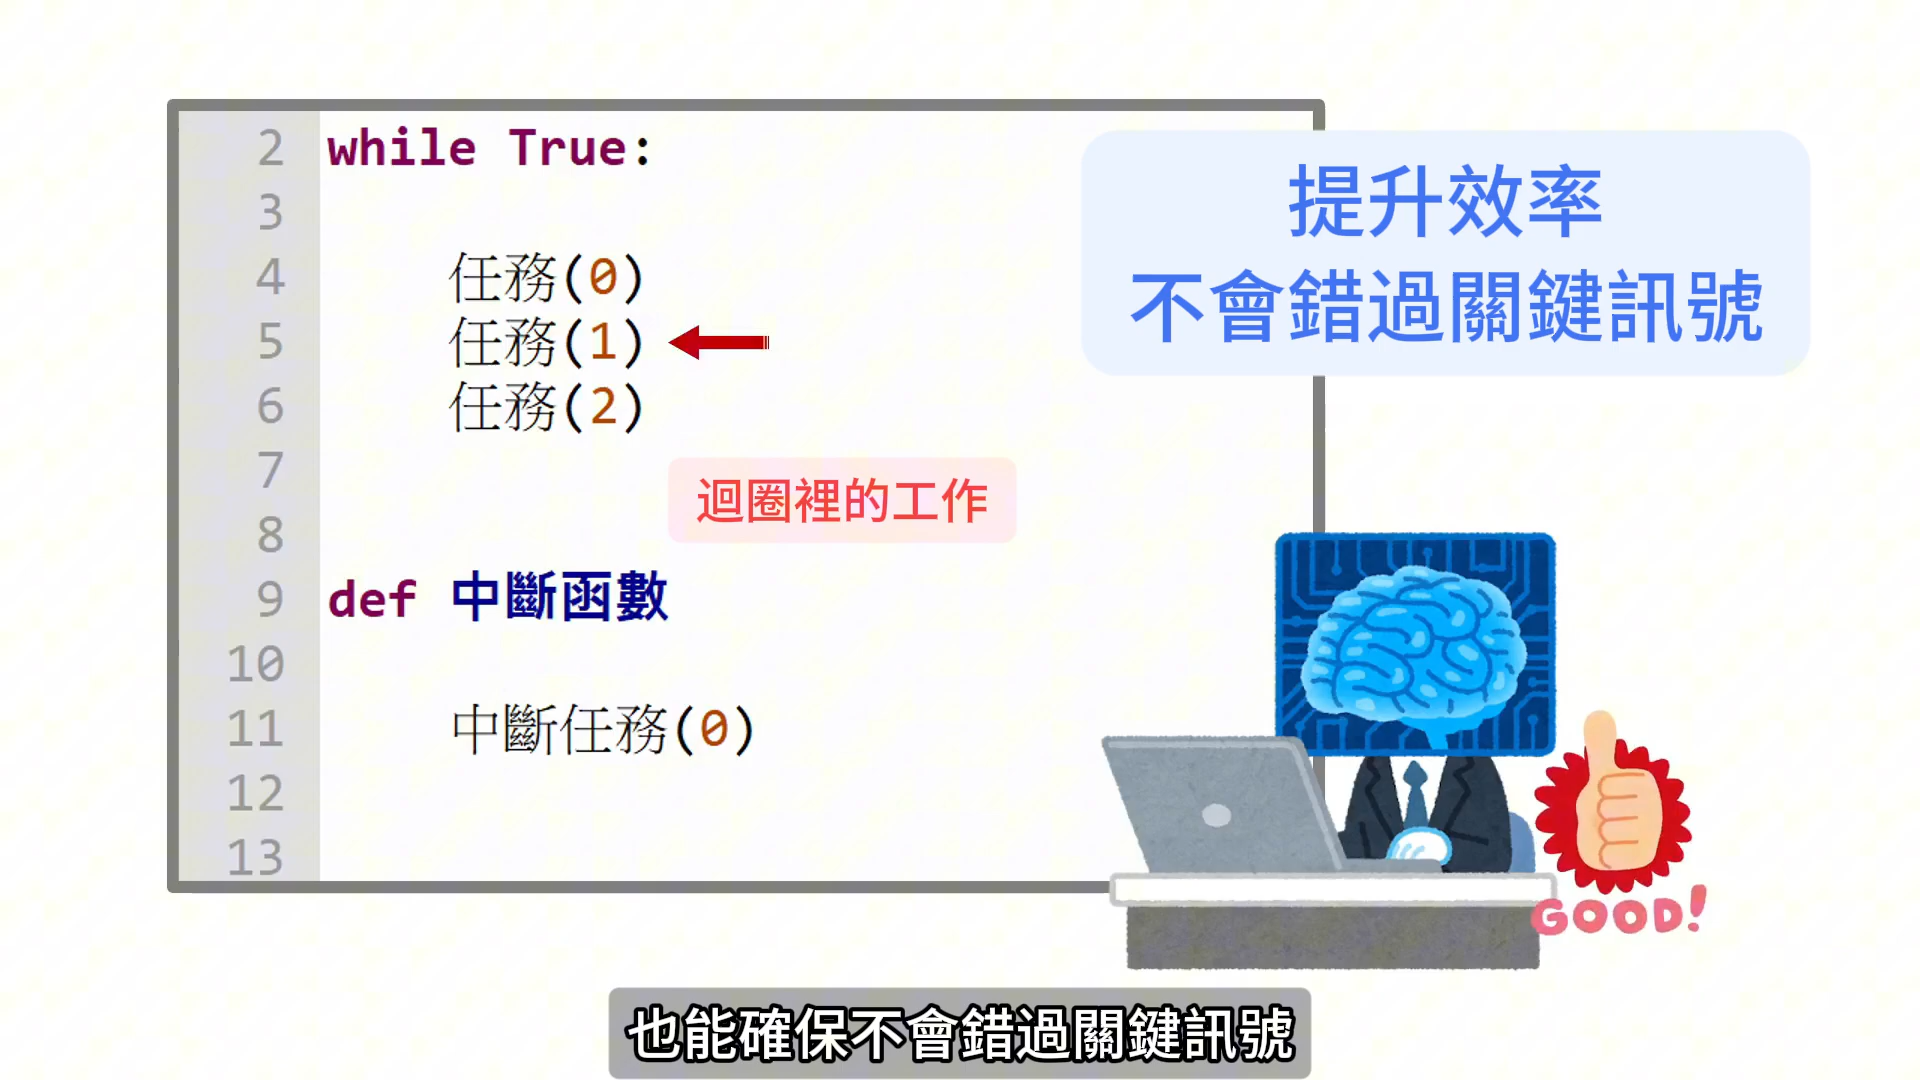 2 while True:
3
4 任務(0)
5 任務(1)
6 任務(2)
7
8
9 def 中斷函數
10
11 中斷任務(0)
12
13
提升效率
不會錯過關鍵訊號
迴圈裡的工作
GOOD!
也能確保不會錯過關鍵訊號